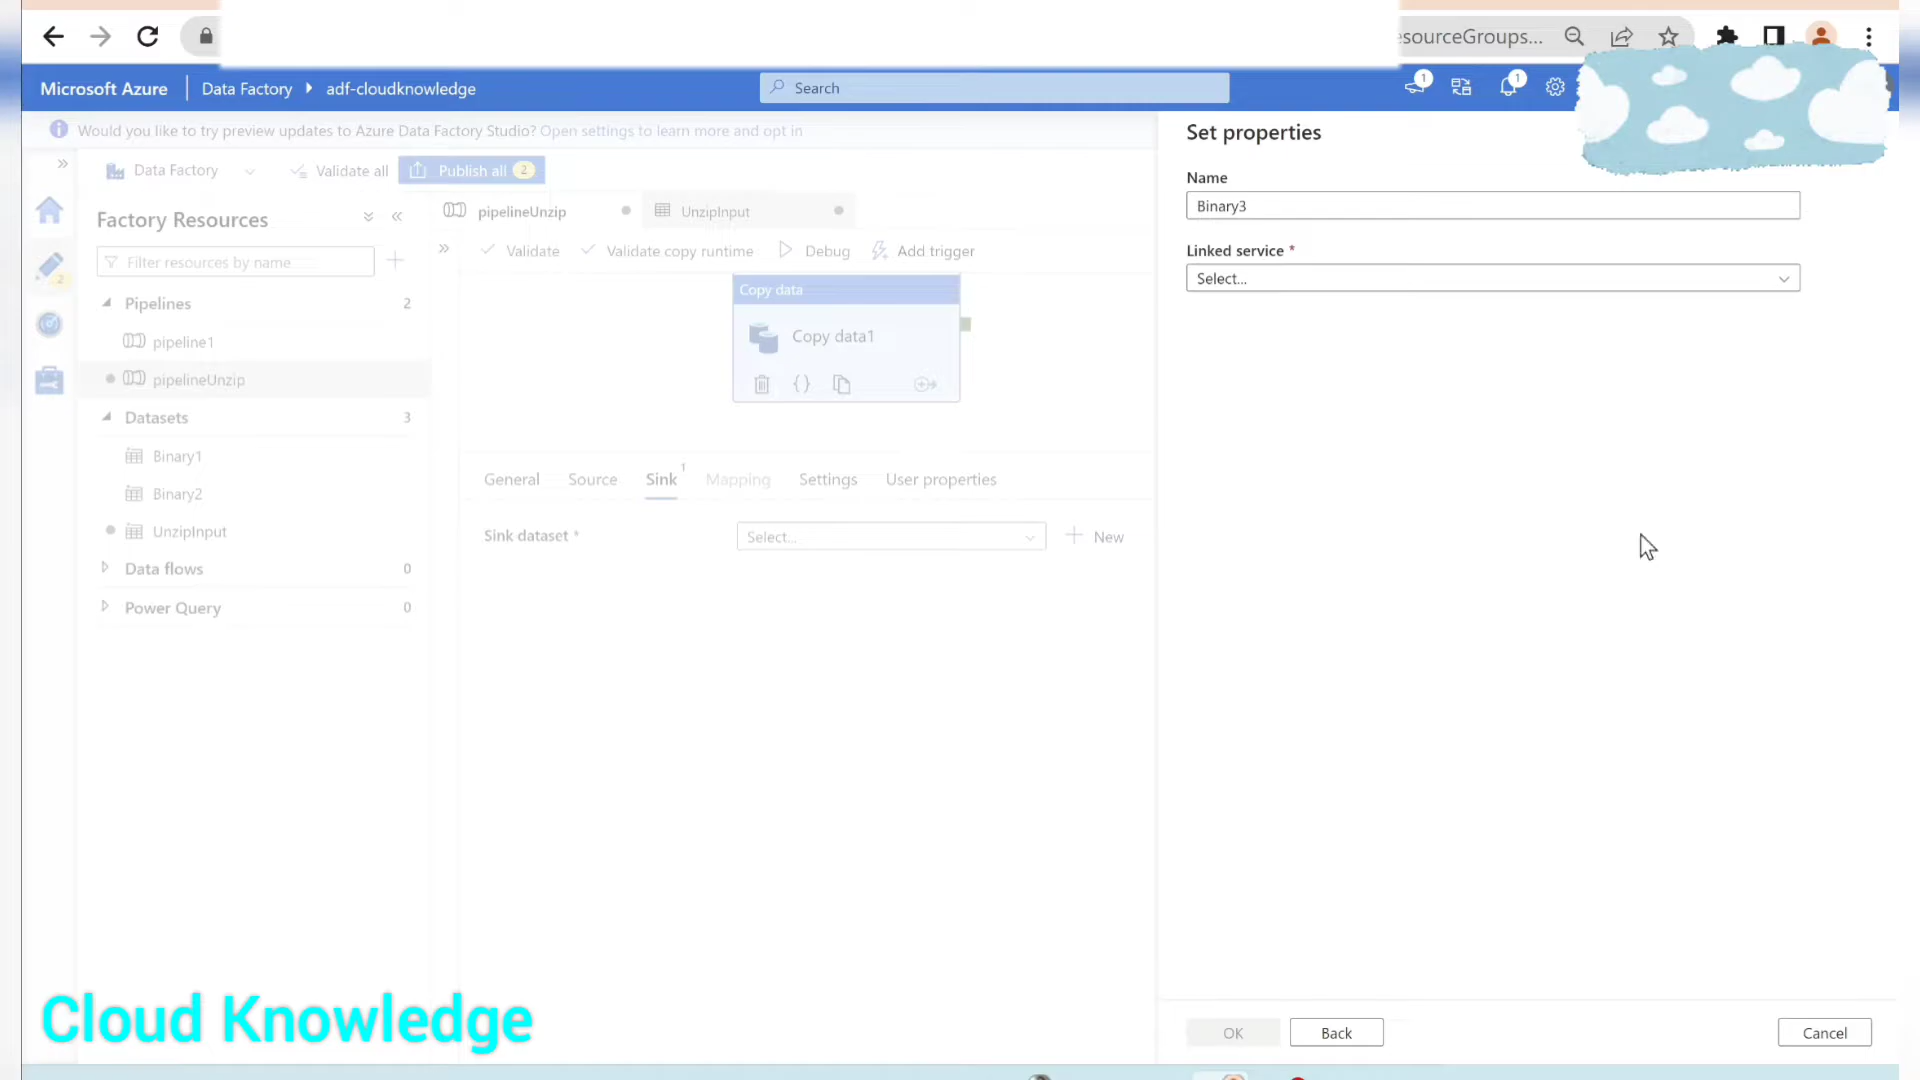 esourceGroups...
Microsoft Azure
Data Factory
adf-cloudknowledge
Search
1
1
Would you like to try preview updates to Azure Data Factory Studio? Open settings to learn more and opt in
Data Factory
Validate all
Publish all 2
Factory Resources
Filter resources by name
Pipelines 2
pipeline1
pipelineUnzip
Datasets 3
Binary1
Binary2
UnzipInput
Data flows 0
Power Query 0
2
pipelineUnzip
UnzipInput
Validate
Validate copy runtime
Debug
Add trigger
Copy data
Copy data1
General
Source
Sink 1
Mapping
Settings
User properties
Sink dataset *
Select...
New
Set properties
Name
Binary3
Linked service *
Select...
OK
Back
Cancel
Cloud Knowledge